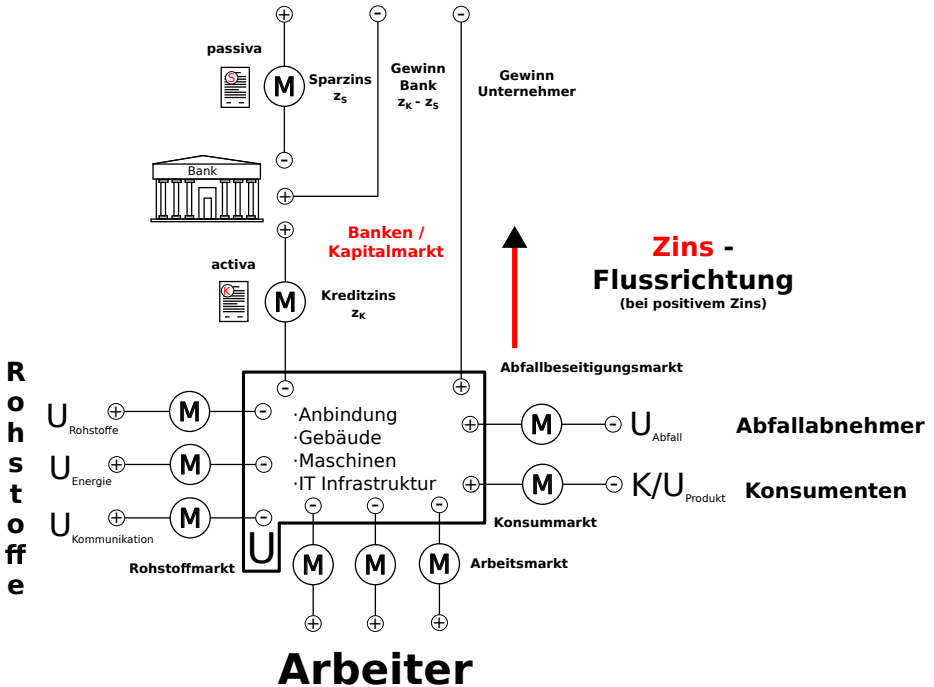 passiva
S
M
Sparzins
zS
Gewinn
Bank
zK - zS
Gewinn
Unternehmer
Bank
Banken /
Kapitalmarkt
activa
K
M
Kreditzins
zK
Zins -
Flussrichtung
(bei positivem Zins)
Abfallbeseitigungsmarkt
Rohstoffe
URohstoffe
M
UEnergie
M
UKommunikation
M
Rohstoffmarkt
·Anbindung
·Gebäude
·Maschinen
·IT Infrastruktur
U
M
UAbfall
Abfallabnehmer
M
K/UProdukt
Konsumenten
Konsummarkt
M
M
M
Arbeitsmarkt
Arbeiter